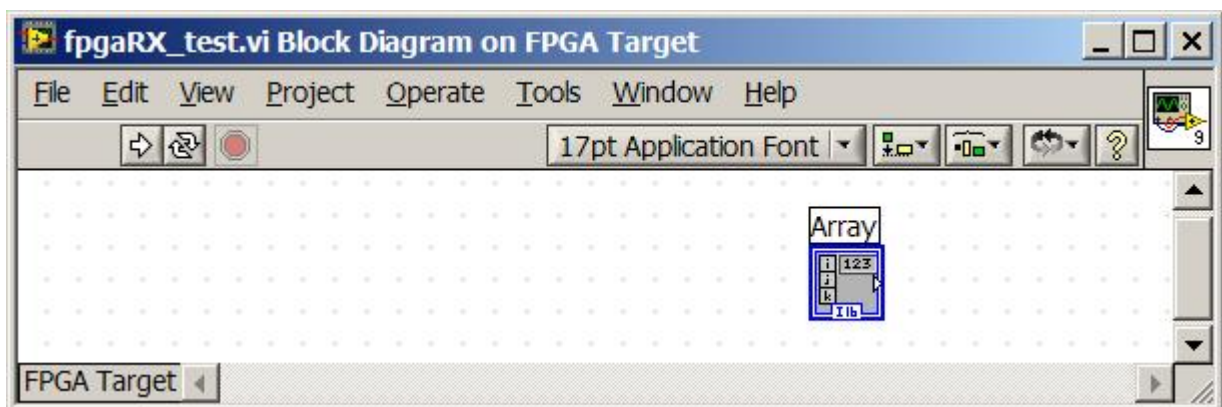 fpgaRX_test.vi Block Diagram on FPGA Target
File Edit View Project Operate Tools Window Help
17pt Application Font
?
9
Array
i 123
j
k
FPGA Target